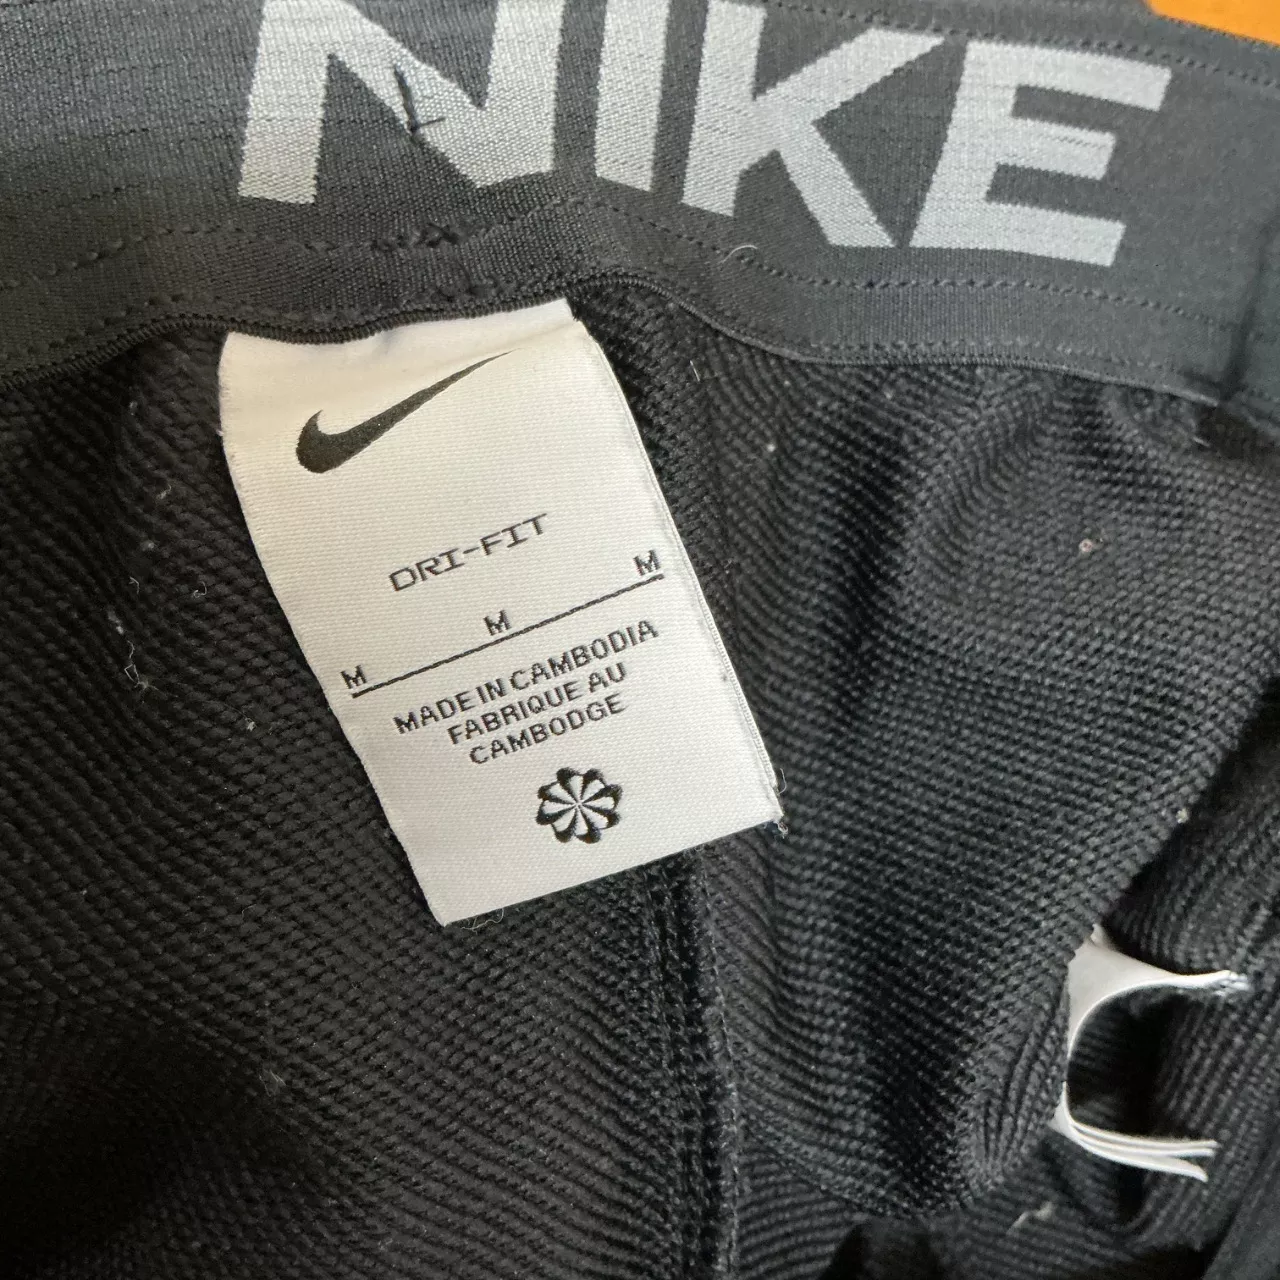 NIKE
DRI-FIT
M M M
MADE IN CAMBODIA
FABRIQUE AU
CAMBODGE